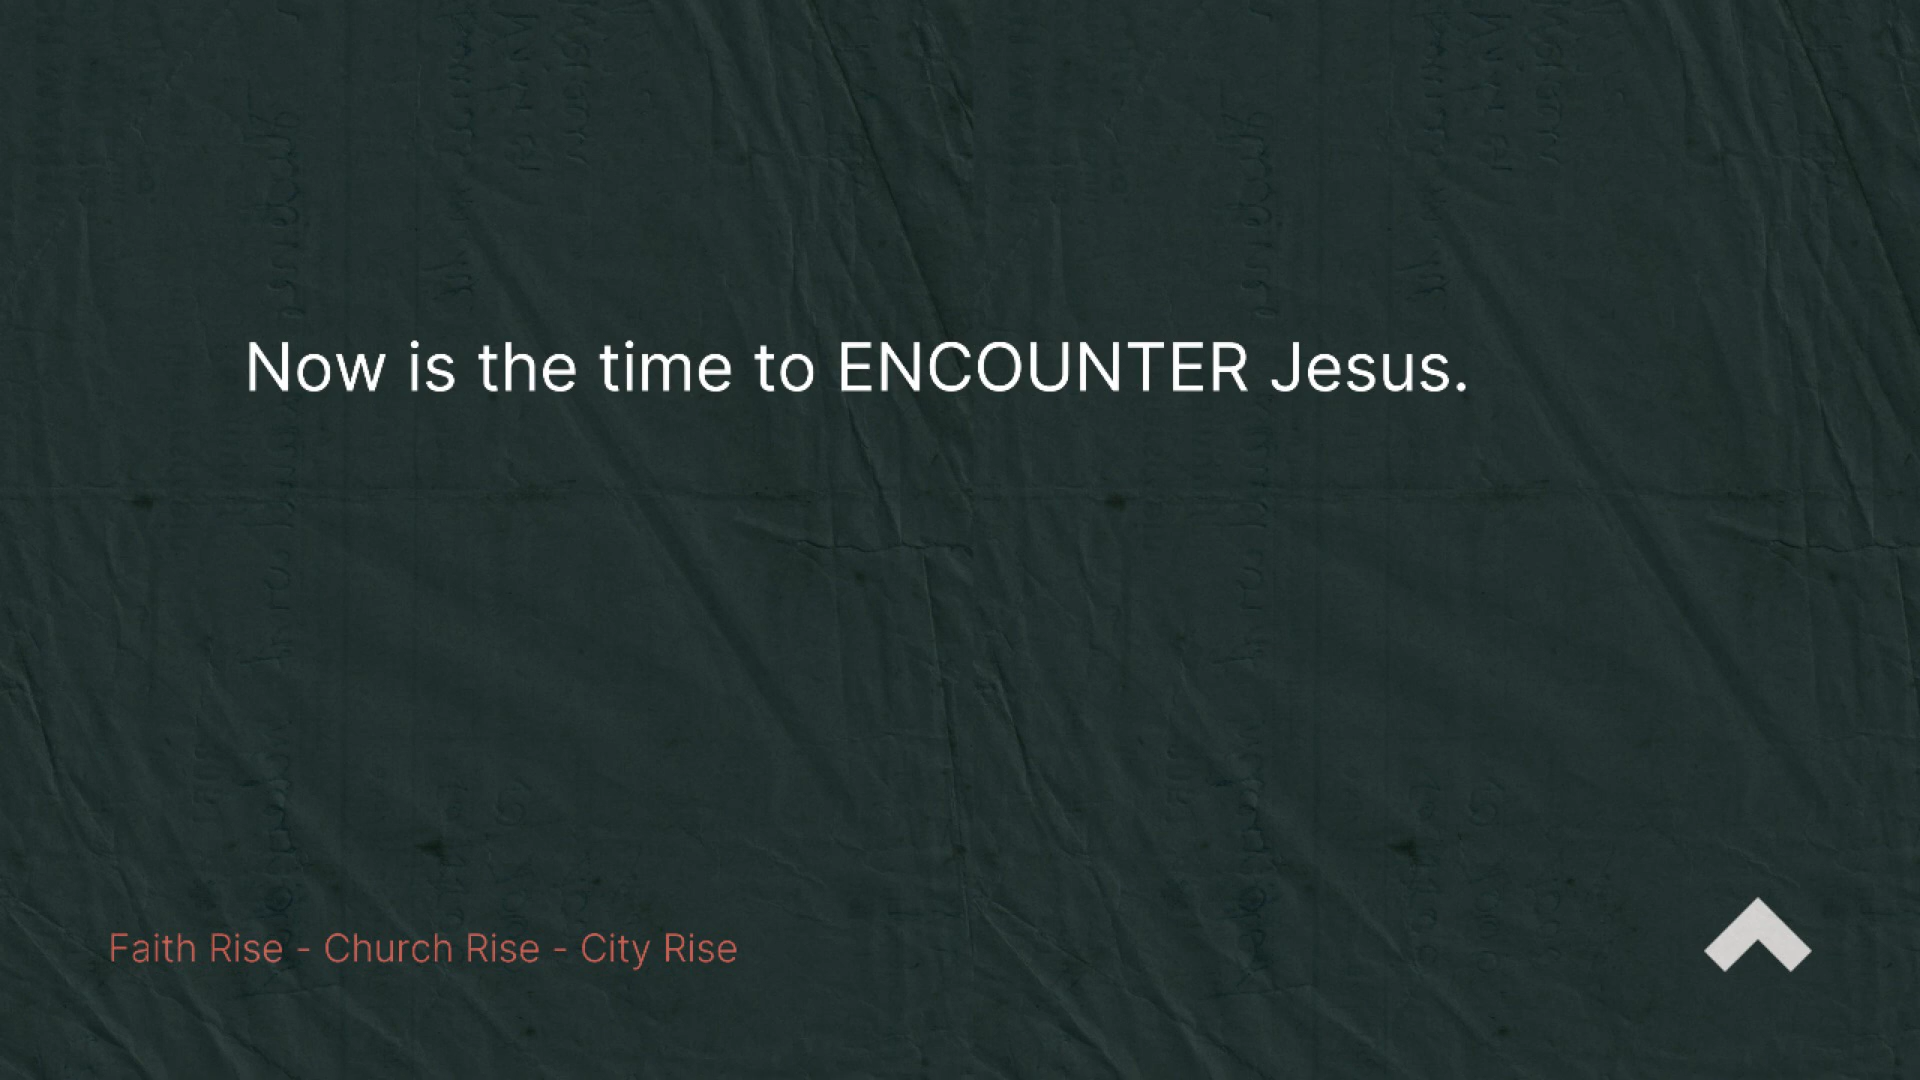 Now is the time to ENCOUNTER Jesus.
Faith Rise - Church Rise - City Rise